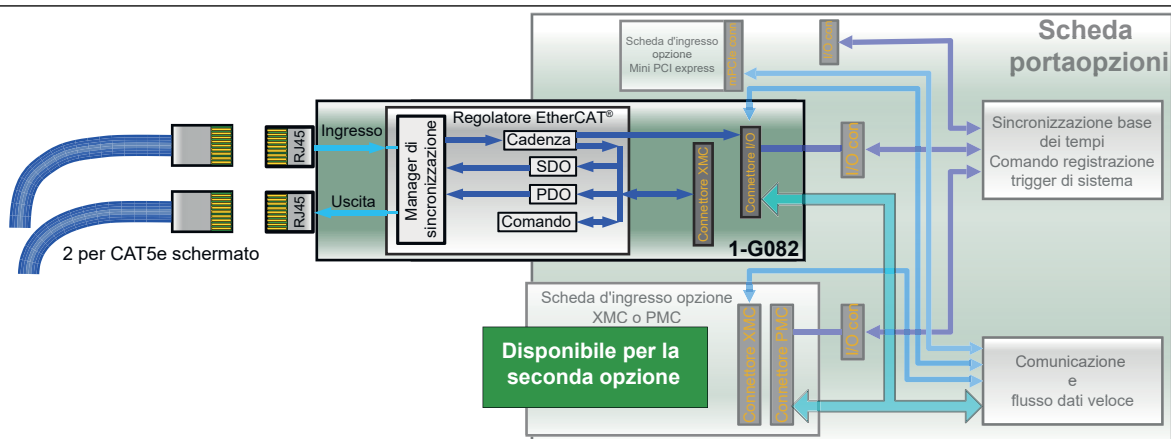 Scheda
portaopzioni
Scheda d'ingresso
opzione
Mini PCI express
mPCIe conn
I/O con
Regolatore EtherCAT®
Manager di
sincronizzazione
Ingresso
RJ45
Uscita
RJ45
Cadenza
SDO
PDO
Comando
Connettore XMC
Connettore I/O
I/O con
1-G082
2 per CAT5e schermato
Sincronizzazione base
dei tempi
Comando registrazione
trigger di sistema
Scheda d'ingresso opzione
XMC o PMC
Disponibile per la
seconda opzione
Connettore XMC
Connettore PMC
I/O con
Comunicazione
e
flusso dati veloce